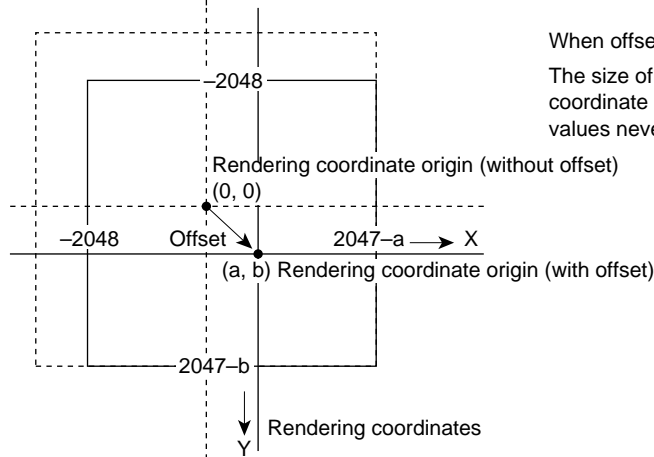 When offse
The size of
coordinate
values neve
–2048
Rendering coordinate origin (without offset)
(0, 0)
–2048 Offset 2047–a X
(a, b) Rendering coordinate origin (with offset)
2047–b
Rendering coordinates
Y